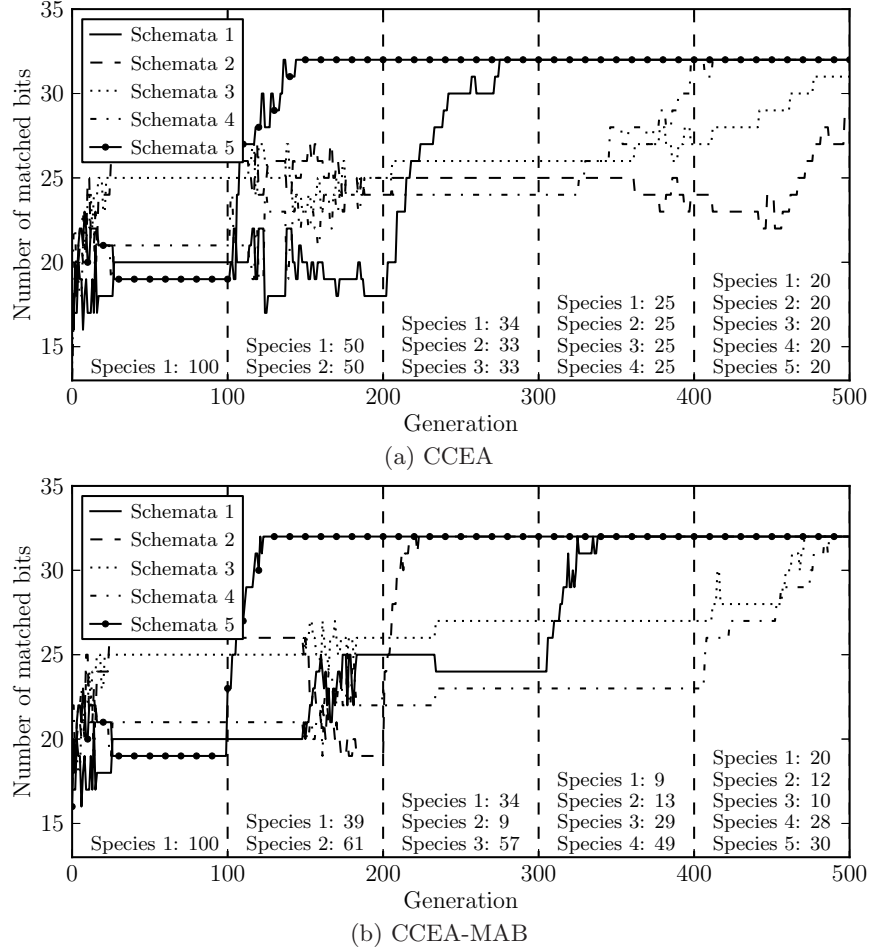 35
30
25
20
15
Number of matched bits
Schemata 1
Schemata 2
Schemata 3
Schemata 4
Schemata 5
Species 1: 100
Species 1: 50
Species 2: 50
Species 1: 34
Species 2: 33
Species 3: 33
Species 1: 25
Species 2: 25
Species 3: 25
Species 4: 25
Species 1: 20
Species 2: 20
Species 3: 20
Species 4: 20
Species 5: 20
0 100 200 300 400 500
Generation
(a) CCEA
35
30
25
20
15
Number of matched bits
Schemata 1
Schemata 2
Schemata 3
Schemata 4
Schemata 5
Species 1: 100
Species 1: 39
Species 2: 61
Species 1: 34
Species 2: 9
Species 3: 57
Species 1: 9
Species 2: 13
Species 3: 29
Species 4: 49
Species 1: 20
Species 2: 12
Species 3: 10
Species 4: 28
Species 5: 30
0 100 200 300 400 500
Generation
(b) CCEA-MAB